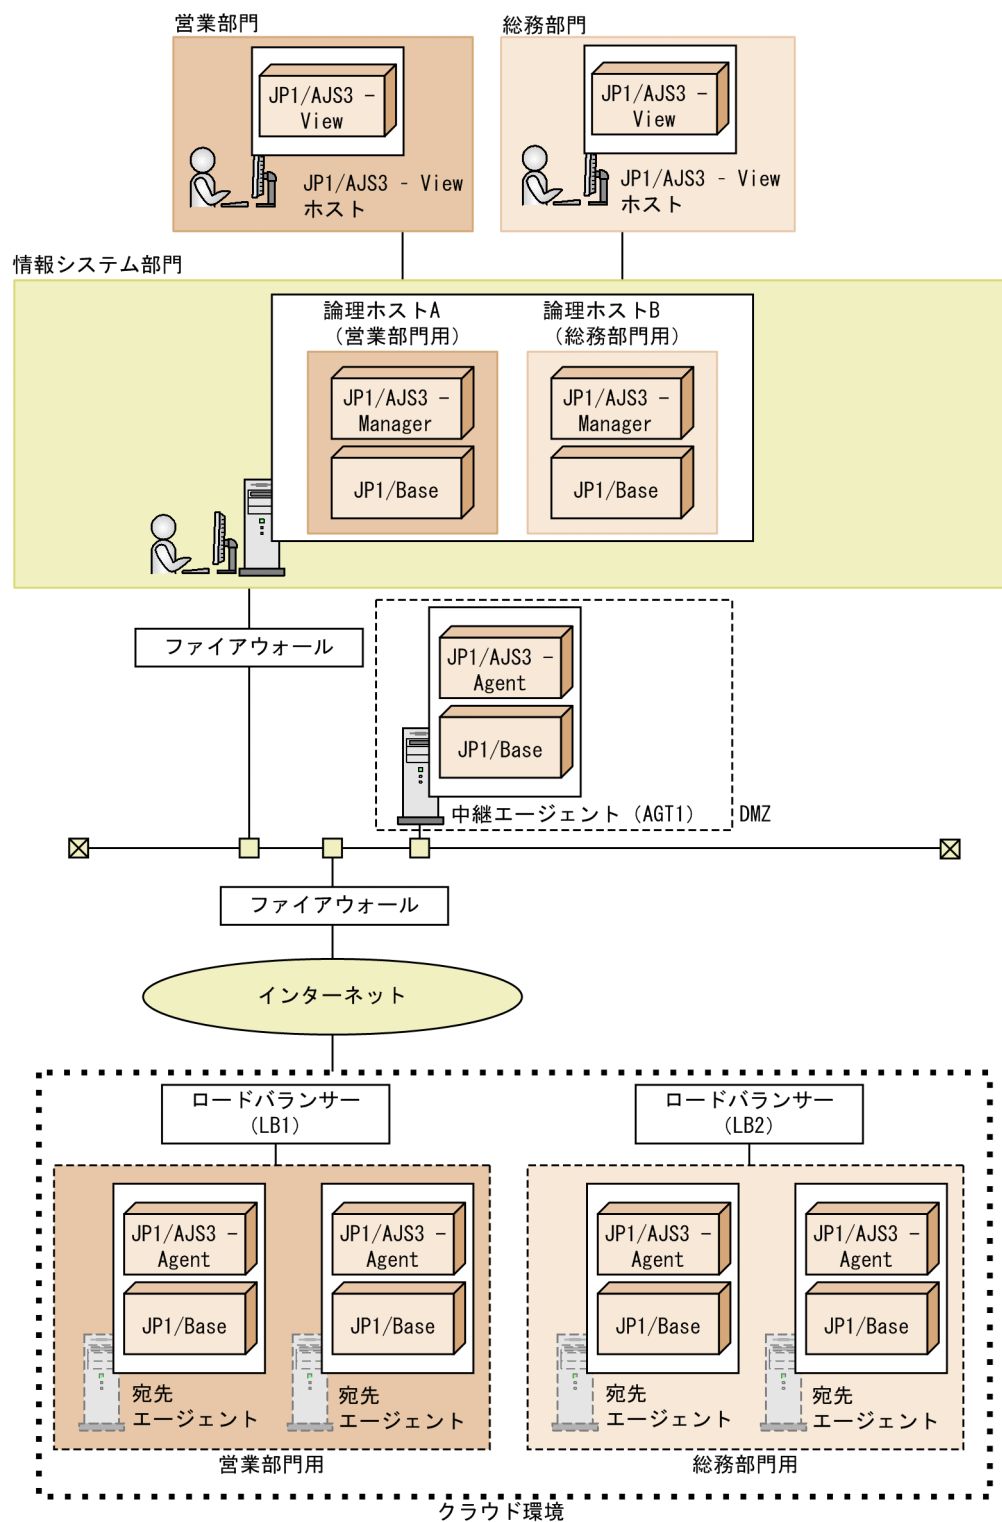 営業部門
総務部門
JP1/AJS3 −
View
JP1/AJS3 −
View
JP1/AJS3 - View
ホスト
JP1/AJS3 - View
ホスト
情報システム部門
論理ホストA
（営業部門用）
論理ホストB
（総務部門用）
JP1/AJS3 −
Manager
JP1/AJS3 −
Manager
JP1/Base
JP1/Base
ファイアウォール
JP1/AJS3 −
Agent
JP1/Base
中継エージェント（AGT1）
DMZ
ファイアウォール
インターネット
ロードバランサー
（LB1）
ロードバランサー
（LB2）
JP1/AJS3 −
Agent
JP1/AJS3 −
Agent
JP1/AJS3 −
Agent
JP1/AJS3 −
Agent
JP1/Base
JP1/Base
JP1/Base
JP1/Base
宛先
エージェント
宛先
エージェント
宛先
エージェント
宛先
エージェント
営業部門用
総務部門用
クラウド環境